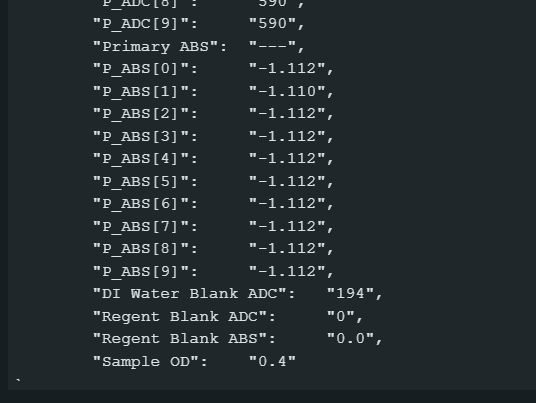 "P_ADC[8]": "590",
"P_ADC[9]": "590",
"Primary ABS": "---",
"P_ABS[0]": "-1.112",
"P_ABS[1]": "-1.110",
"P_ABS[2]": "-1.112",
"P_ABS[3]": "-1.112",
"P_ABS[4]": "-1.112",
"P_ABS[5]": "-1.112",
"P_ABS[6]": "-1.112",
"P_ABS[7]": "-1.112",
"P_ABS[8]": "-1.112",
"P_ABS[9]": "-1.112",
"DI Water Blank ADC": "194",
"Regent Blank ADC": "0",
"Regent Blank ABS": "0.0",
"Sample OD": "0.4"
`